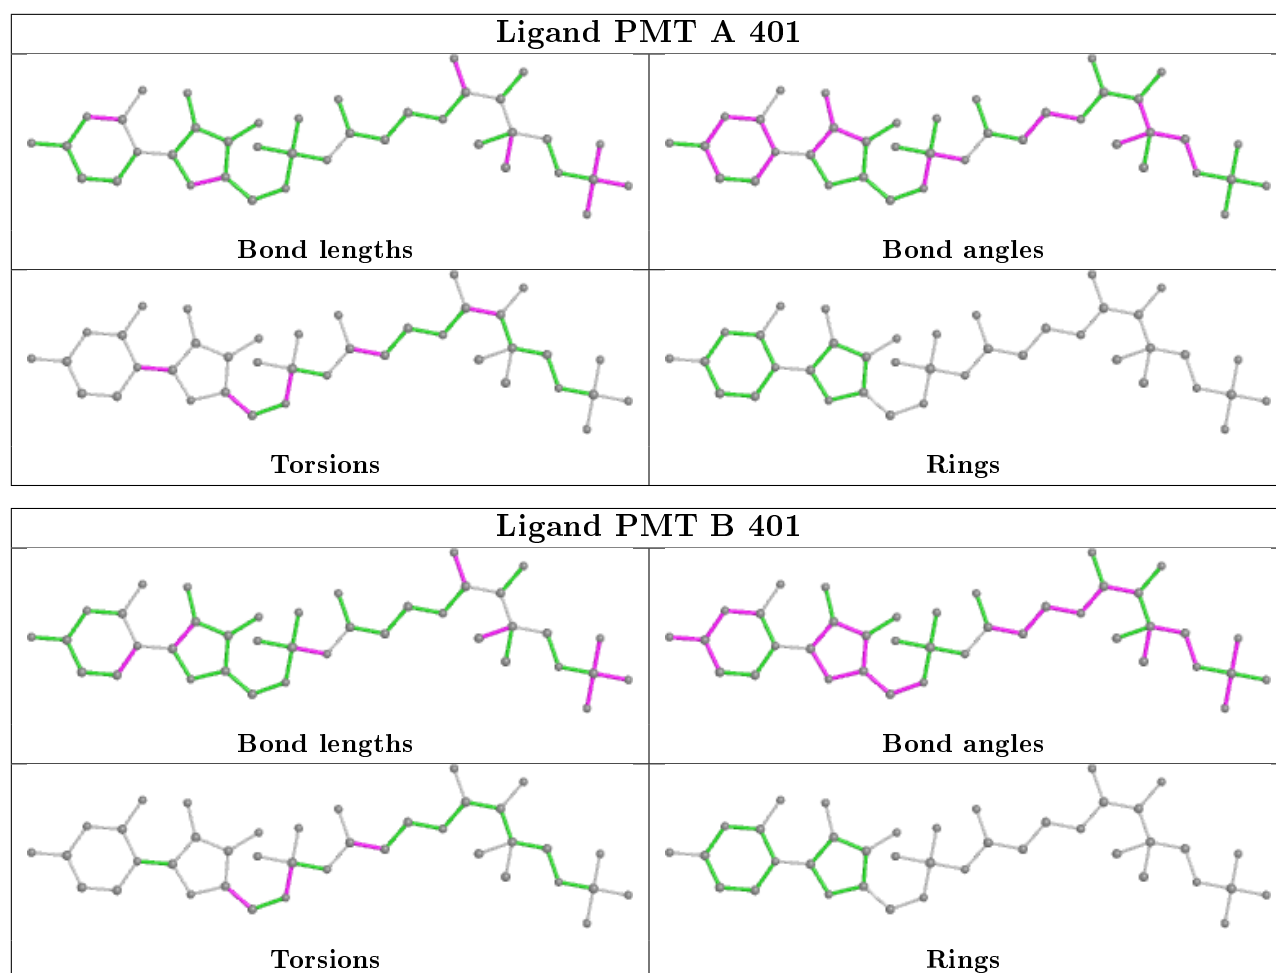 Ligand PMT A 401
Bond lengths
Bond angles
Torsions
Rings
Ligand PMT B 401
Bond lengths
Bond angles
Torsions
Rings